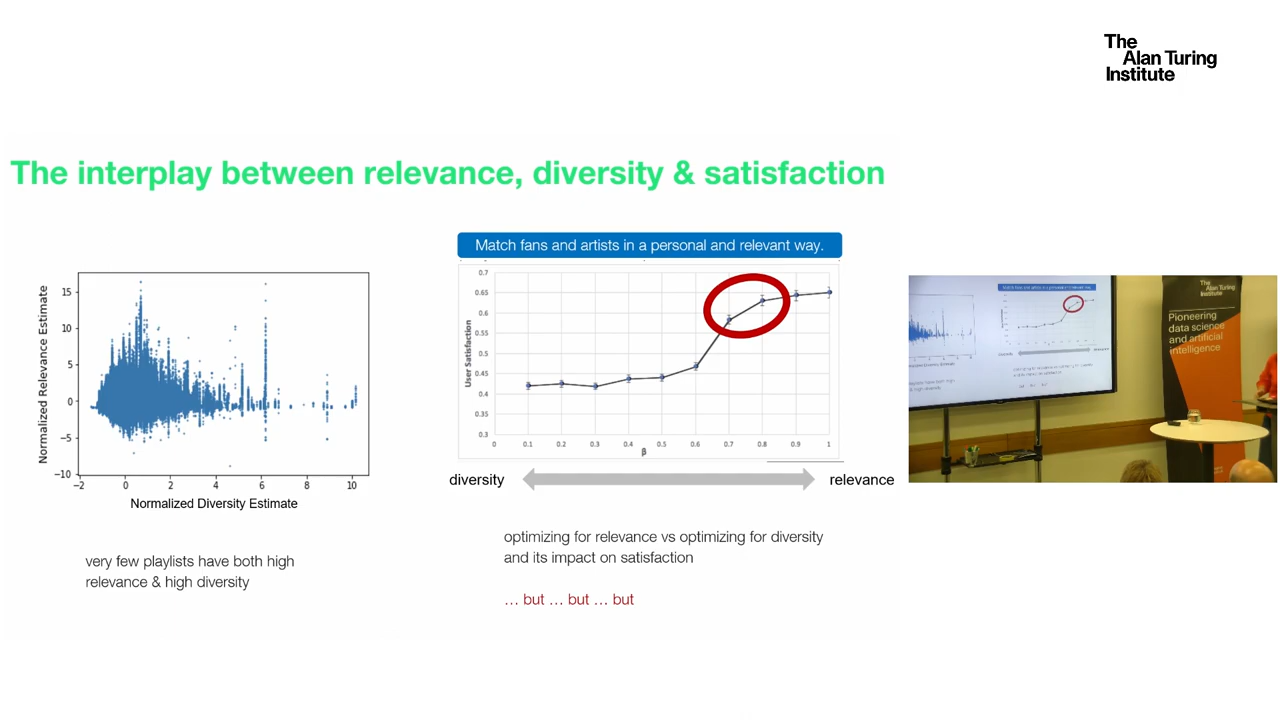 The
Alan Turing
Institute
The interplay between relevance, diversity & satisfaction
Normalized Relevance Estimate
15
10
5
0
−5
−10
−2
0
2
4
6
8
10
Normalized Diversity Estimate
very few playlists have both high
relevance & high diversity
Match fans and artists in a personal and relevant way.
User Satisfaction
0.7
0.65
0.6
0.55
0.5
0.45
0.4
0.35
0.3
0
0.1
0.2
0.3
0.4
0.5
0.6
0.7
0.8
0.9
1
β
diversity
relevance
optimizing for relevance vs optimizing for diversity
and its impact on satisfaction
... but ... but ... but
The
Alan Turing
Institute
Pioneering
data science
and artificial
intelligence